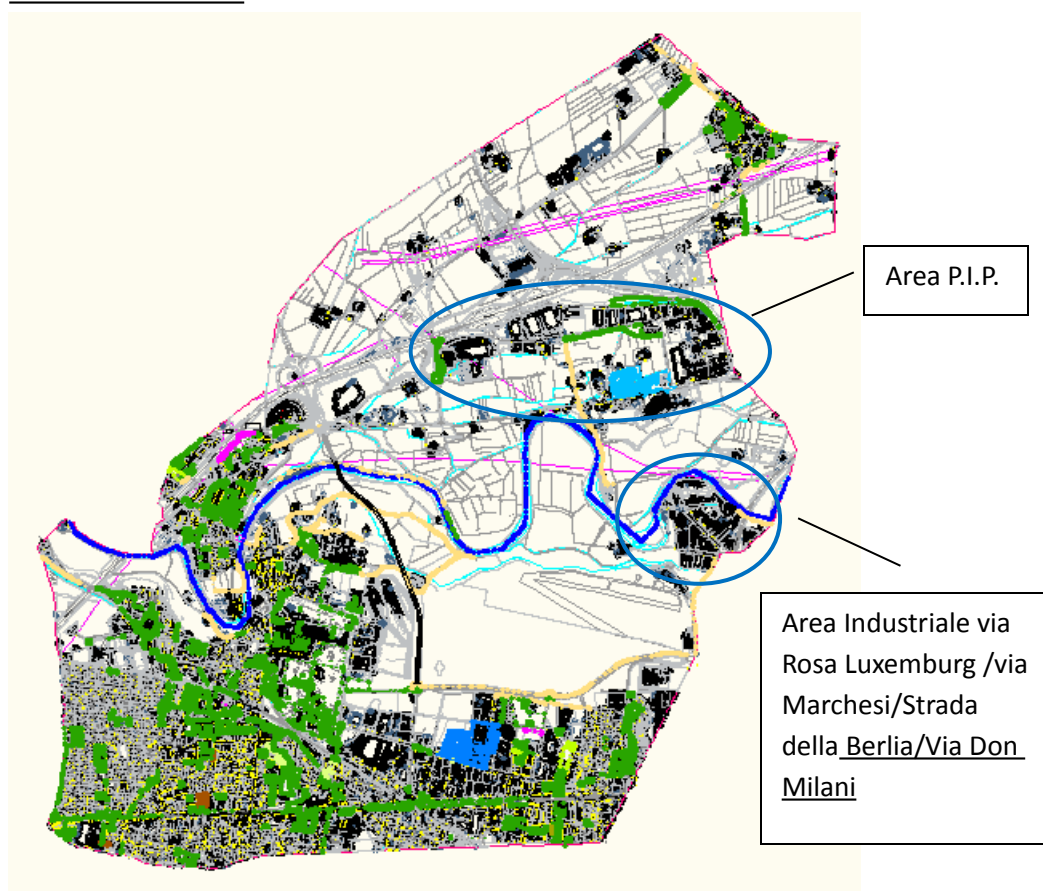 Area P.I.P.
Area Industriale via
Rosa Luxemburg /via
Marchesi/Strada
della Berlia/Via Don
Milani